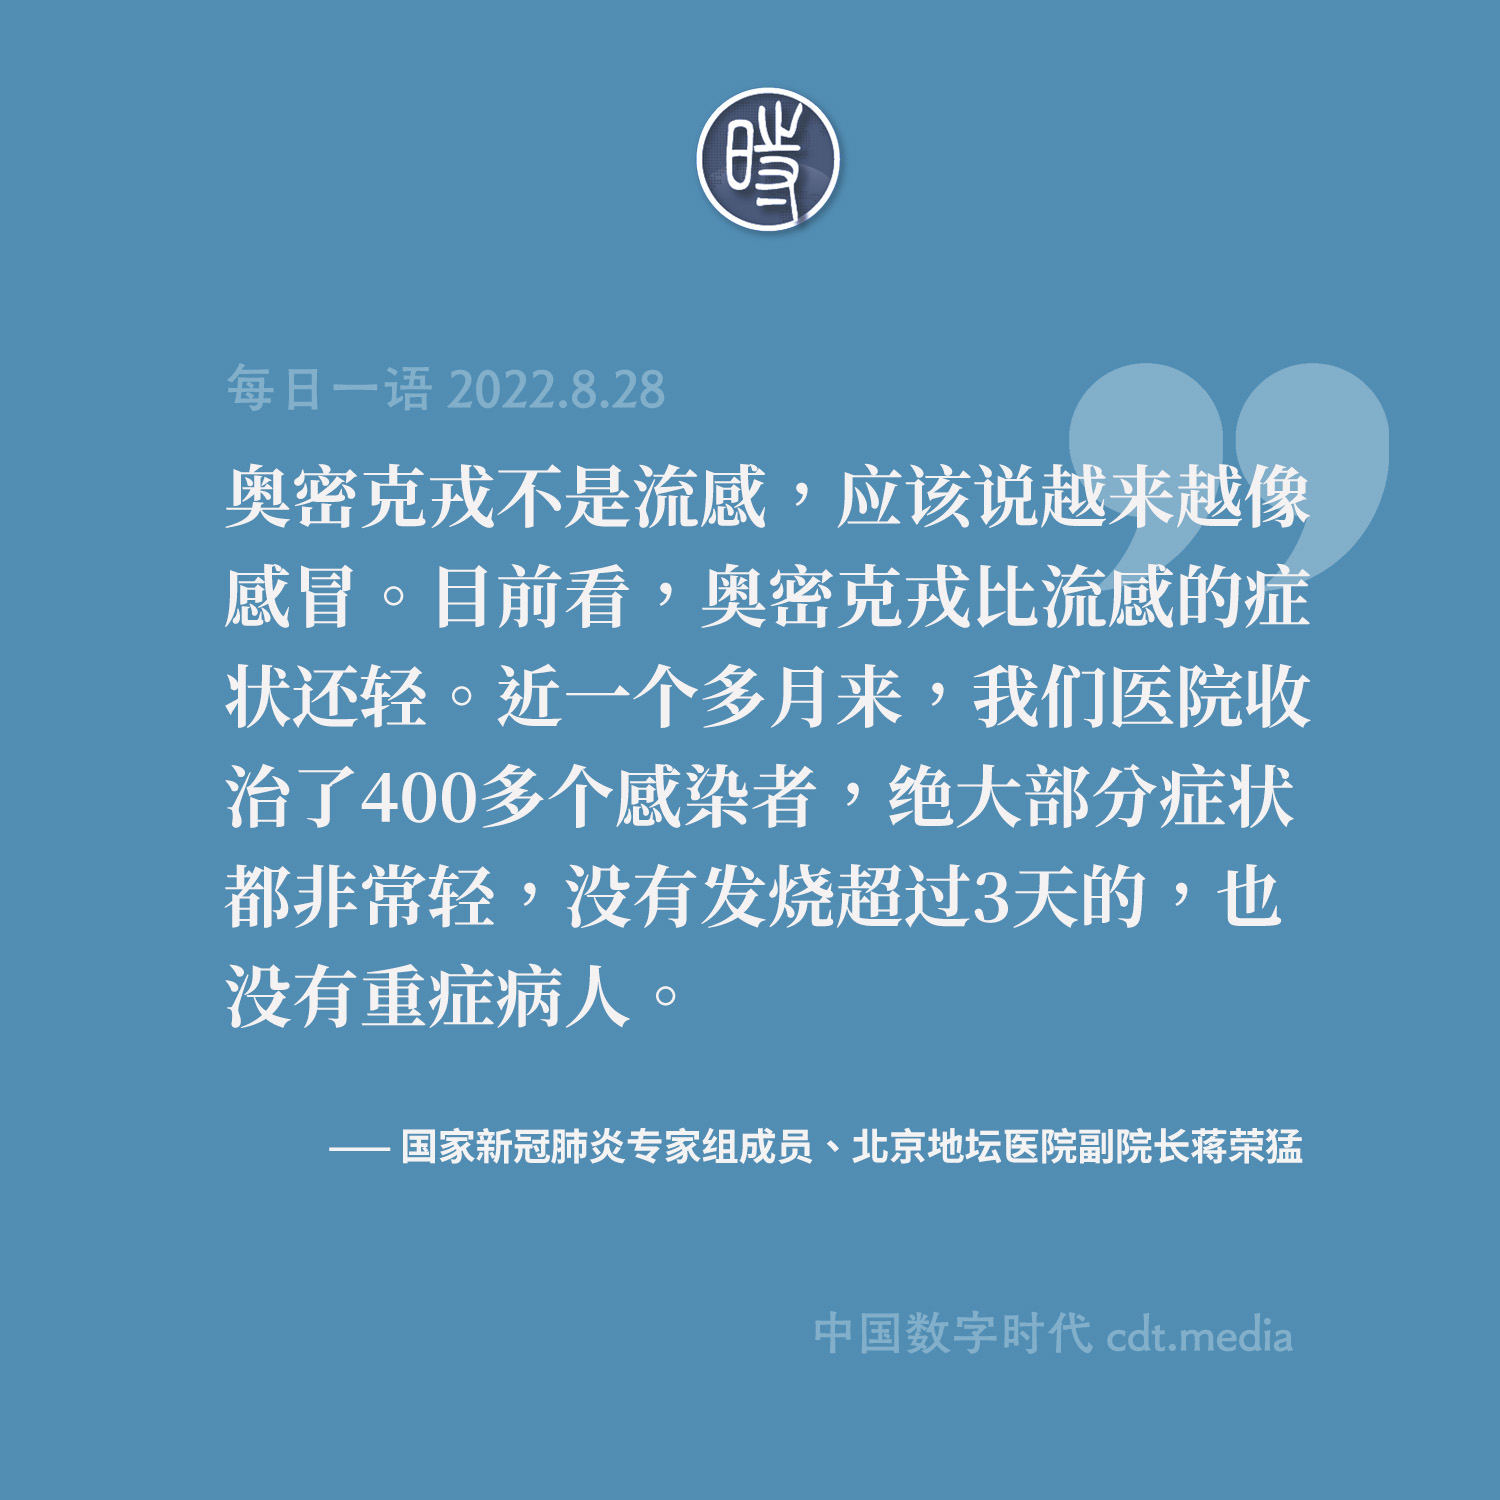 時
每日一语 2022.8.28
奥密克戎不是流感，应该说越来越像
感冒。目前看，奥密克戎比流感的症
状还轻。近一个多月来，我们医院收
治了400多个感染者，绝大部分症状
都非常轻，没有发烧超过3天的，也
没有重症病人。
—— 国家新冠肺炎专家组成员、北京地坛医院副院长蒋荣猛
中国数字时代 cdt.media